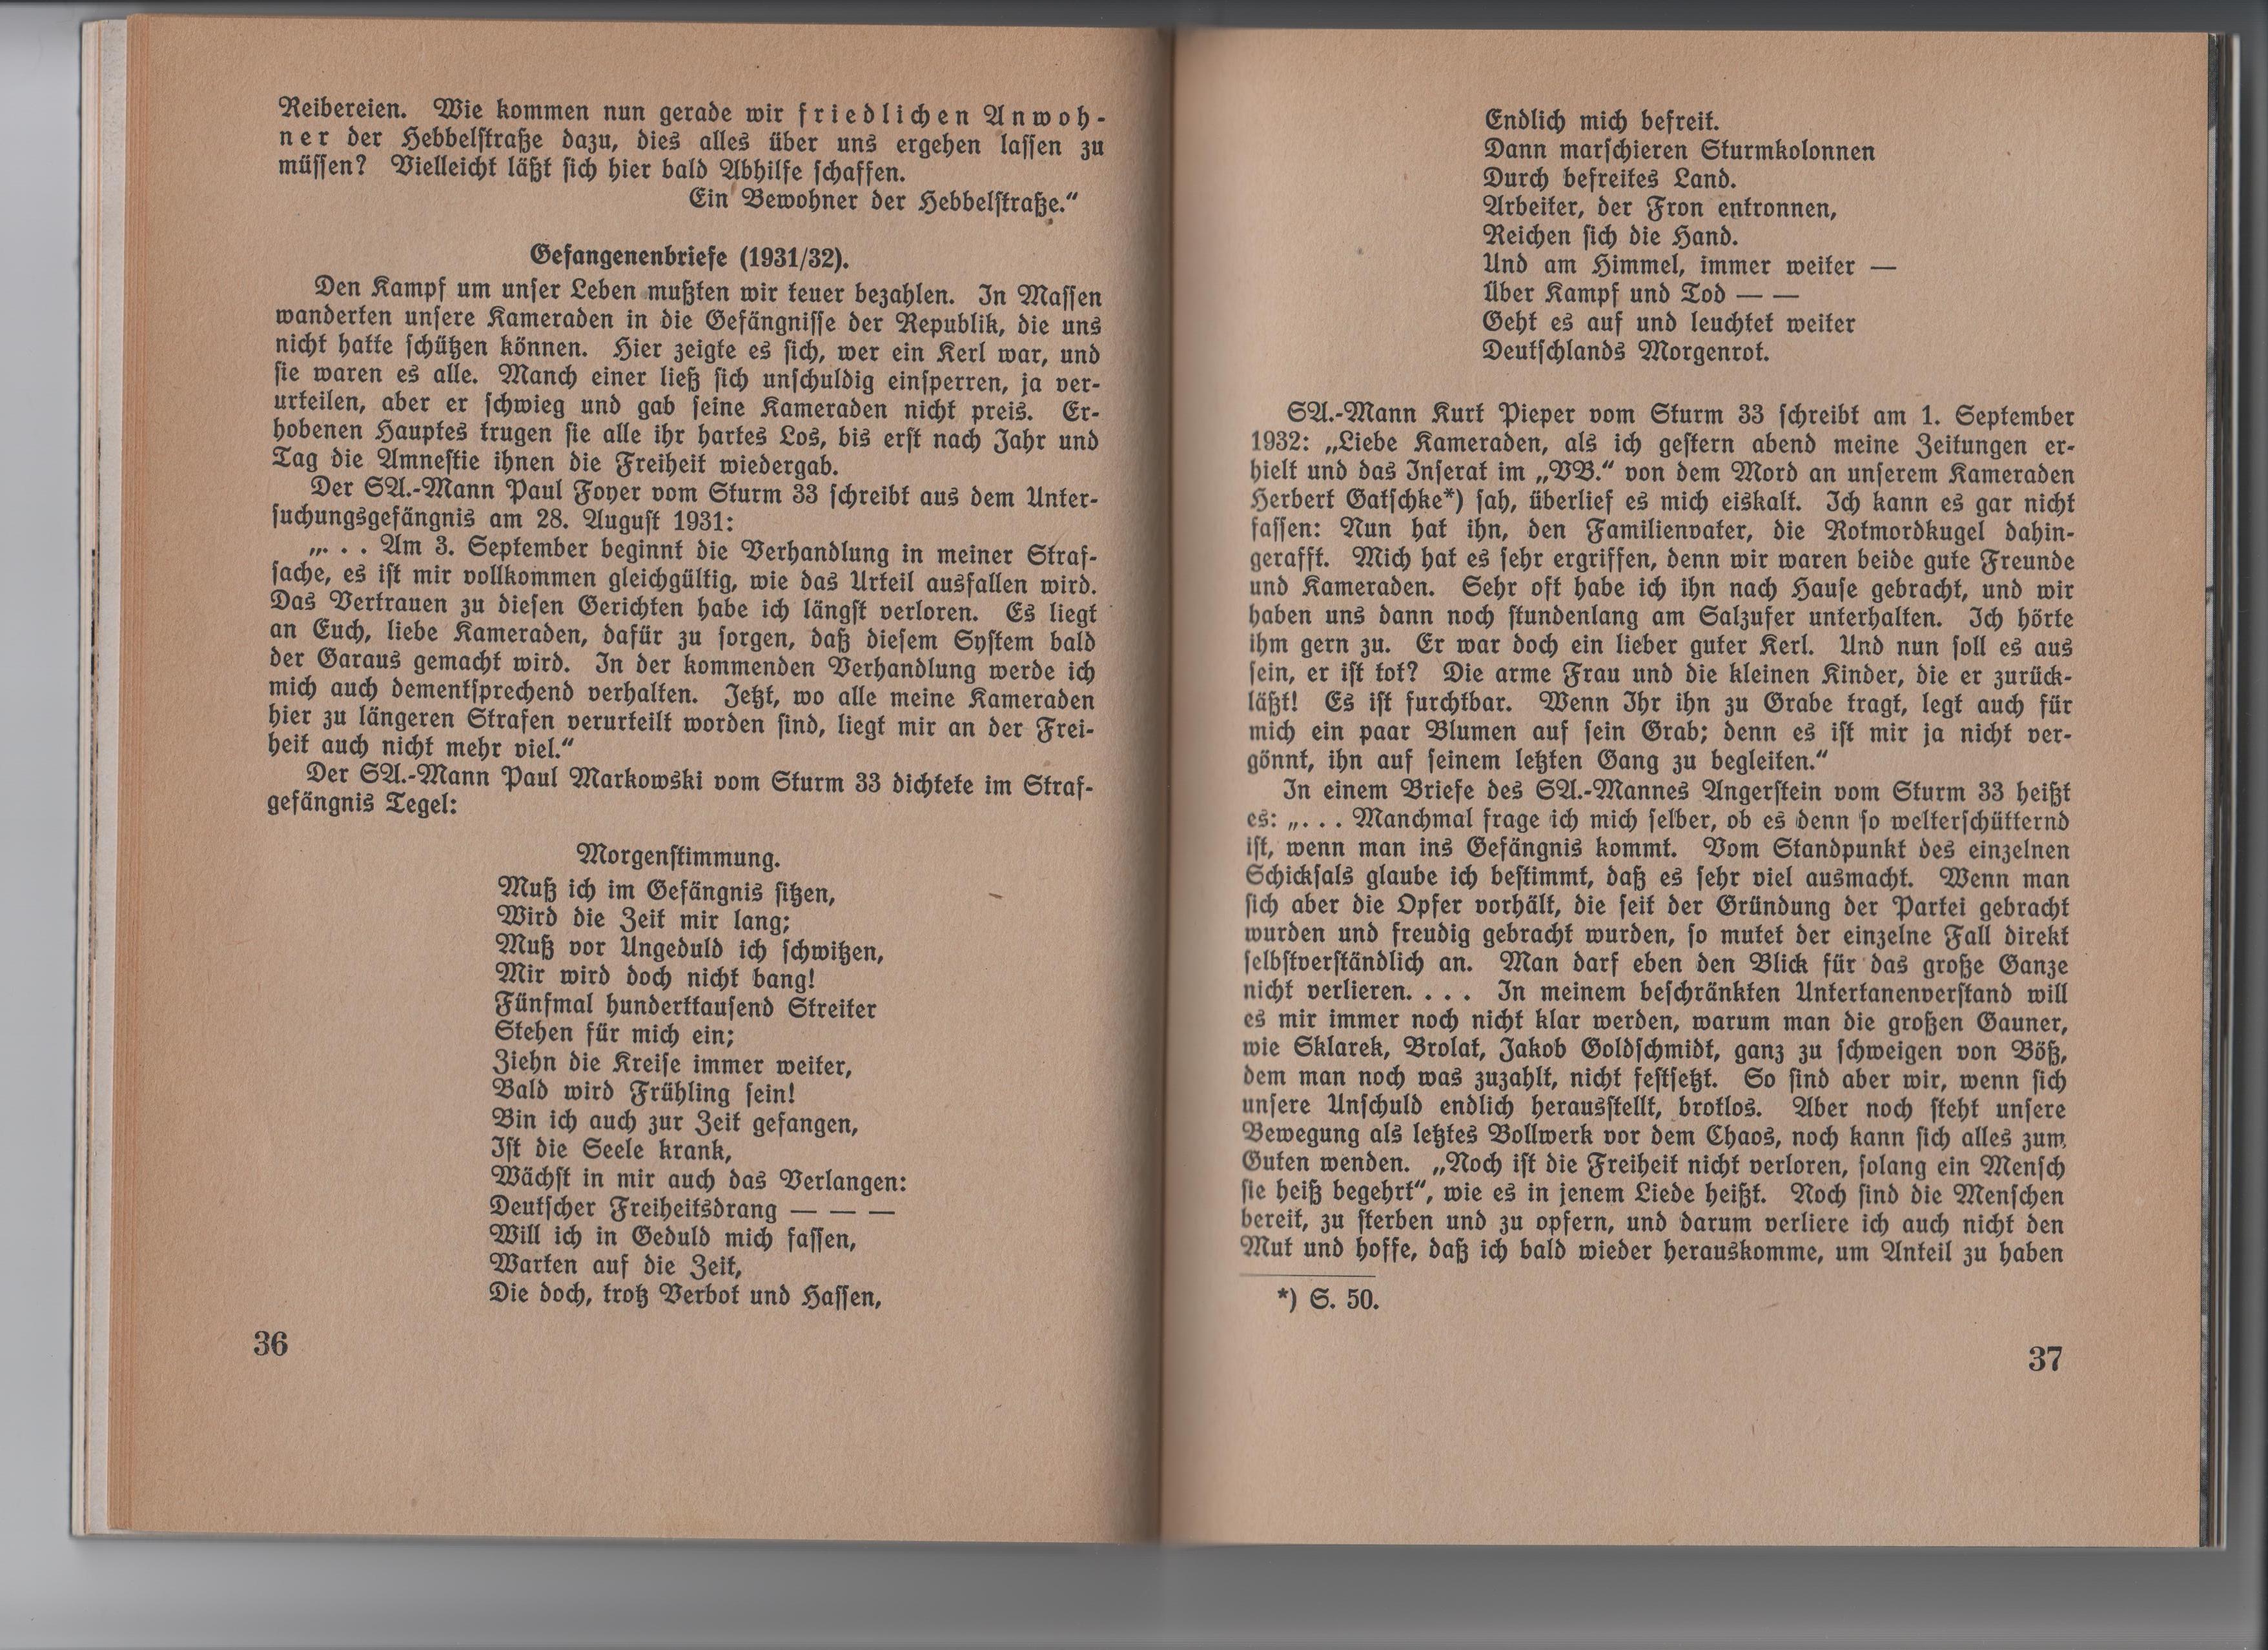 Reibereien. Wie kommen nun gerade wir friedlichen Anwoh-
ner der Hebbelstraße dazu, dies alles über uns ergehen lassen zu
müssen? Vielleicht läßt sich hier bald Abhilfe schaffen.
Ein Bewohner der Hebbelstraße.“
Gefangenenbriefe (1931/32).
Den Kampf um unser Leben mußten wir teuer bezahlen. In Massen
wanderten unsere Kameraden in die Gefängnisse der Republik, die uns
nicht hatte schützen können. Hier zeigte es sich, wer ein Kerl war, und
sie waren es alle. Manch einer ließ sich unschuldig einsperren, ja ver-
urteilen, aber er schwieg und gab seine Kameraden nicht preis. Er-
hobenen Hauptes trugen sie alle ihr hartes Los, bis erst nach Jahr und
Tag die Amnestie ihnen die Freiheit wiedergab.
Der SA.-Mann Paul Foyer vom Sturm 33 schreibt aus dem Unter-
suchungsgefängnis am 28. August 1931:
„. . . Am 3. September beginnt die Verhandlung in meiner Straf-
sache, es ist mir vollkommen gleichgültig, wie das Urteil ausfallen wird.
Das Vertrauen zu diesen Gerichten habe ich längst verloren. Es liegt
an Euch, liebe Kameraden, dafür zu sorgen, daß diesem System bald
der Garaus gemacht wird. In der kommenden Verhandlung werde ich
mich auch dementsprechend verhalten. Jetzt, wo alle meine Kameraden
hier zu längeren Strafen verurteilt worden sind, liegt mir an der Frei-
heit auch nicht mehr viel.“
Der SA.-Mann Paul Markowski vom Sturm 33 dichtete im Straf-
gefängnis Tegel:
Morgenstimmung.
Muß ich im Gefängnis sitzen,
Wird die Zeit mir lang;
Muß vor Ungeduld ich schwitzen,
Mir wird doch nicht bang!
Fünfmal hunderttausend Streiter
Stehen für mich ein;
Ziehn die Kreise immer weiter,
Bald wird Frühling sein!
Bin ich auch zur Zeit gefangen,
Ist die Seele krank,
Wächst in mir auch das Verlangen:
Deutscher Freiheitsdrang — — —
Will ich in Geduld mich fassen,
Warten auf die Zeit,
Die doch, trotz Verbot und Hassen,
36
Endlich mich befreit.
Dann marschieren Sturmkolonnen
Durch befreites Land.
Arbeiter, der Fron entronnen,
Reichen sich die Hand.
Und am Himmel, immer weiter —
Über Kampf und Tod — —
Geht es auf und leuchtet weiter
Deutschlands Morgenrot.
SA.-Mann Kurt Pieper vom Sturm 33 schreibt am 1. September
1932: „Liebe Kameraden, als ich gestern abend meine Zeitungen er-
hielt und das Inserat im „VB.“ von dem Mord an unserem Kameraden
Herbert Gatschke*) sah, überlief es mich eiskalt. Ich kann es gar nicht
fassen: Nun hat ihn, den Familienvater, die Rotmordkugel dahin-
gerafft. Mich hat es sehr ergriffen, denn wir waren beide gute Freunde
und Kameraden. Sehr oft habe ich ihn nach Hause gebracht, und wir
haben uns dann noch stundenlang am Salzufer unterhalten. Ich hörte
ihm gern zu. Er war doch ein lieber guter Kerl. Und nun soll es aus
sein, er ist tot? Die arme Frau und die kleinen Kinder, die er zurück-
läßt! Es ist furchtbar. Wenn Ihr ihn zu Grabe tragt, legt auch für
mich ein paar Blumen auf sein Grab; denn es ist mir ja nicht ver-
gönnt, ihn auf seinem letzten Gang zu begleiten.“
In einem Briefe des SA.-Mannes Angerstein vom Sturm 33 heißt
es: „. . . Manchmal frage ich mich selber, ob es denn so welterschütternd
ist, wenn man ins Gefängnis kommt. Vom Standpunkt des einzelnen
Schicksals glaube ich bestimmt, daß es sehr viel ausmacht. Wenn man
sich aber die Opfer vorhält, die seit der Gründung der Partei gebracht
wurden und freudig gebracht wurden, so mutet der einzelne Fall direkt
selbstverständlich an. Man darf eben den Blick für das große Ganze
nicht verlieren. . . . In meinem beschränkten Untertanenverstand will
es mir immer noch nicht klar werden, warum man die großen Gauner,
wie Sklarek, Brolat, Jakob Goldschmidt, ganz zu schweigen von Böß,
dem man noch was zuzahlt, nicht festsetzt. So sind aber wir, wenn sich
unsere Unschuld endlich herausstellt, brotlos. Aber noch steht unsere
Bewegung als letztes Bollwerk vor dem Chaos, noch kann sich alles zum
Guten wenden. „Noch ist die Freiheit nicht verloren, solang ein Mensch
sie heiß begehrt“, wie es in jenem Liede heißt. Noch sind die Menschen
bereit, zu sterben und zu opfern, und darum verliere ich auch nicht den
Mut und hoffe, daß ich bald wieder herauskomme, um Anteil zu haben
*) S. 50.
37